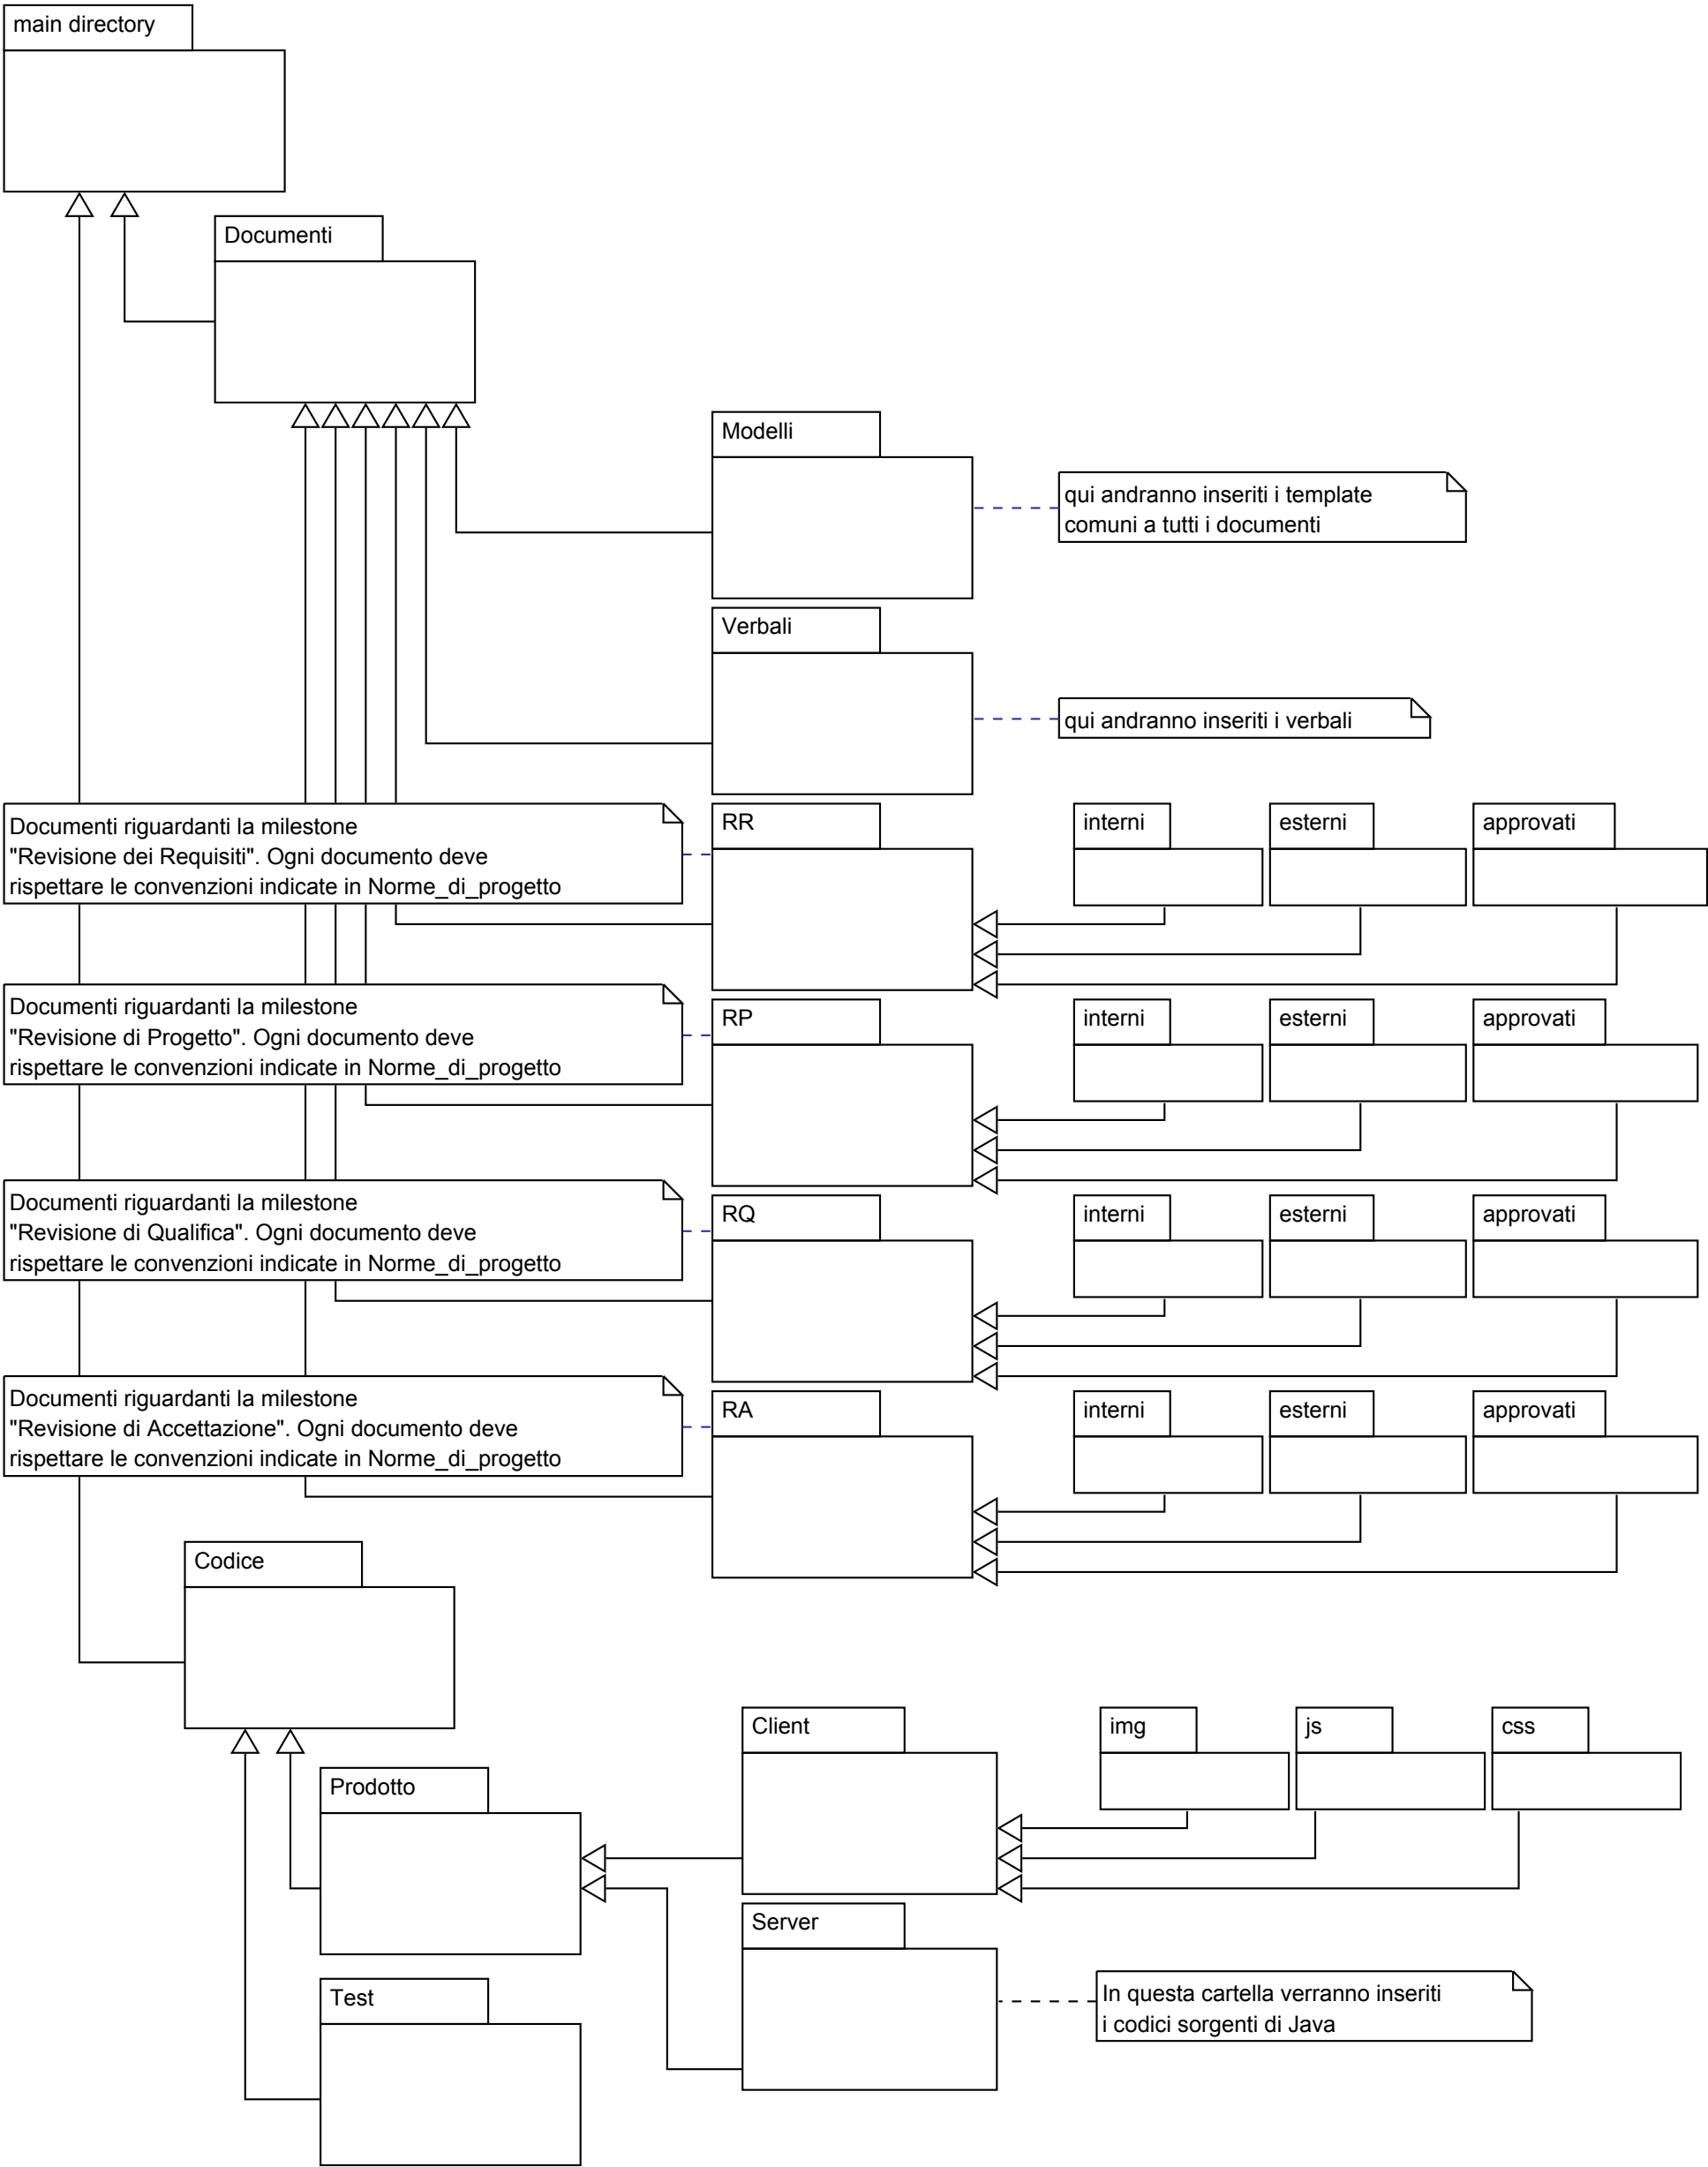 main directory
Documenti
Modelli
qui andranno inseriti i template
comuni a tutti i documenti
Verbali
qui andranno inseriti i verbali
Documenti riguardanti la milestone
"Revisione dei Requisiti". Ogni documento deve
rispettare le convenzioni indicate in Norme_di_progetto
RR
interni
esterni
approvati
Documenti riguardanti la milestone
"Revisione di Progetto". Ogni documento deve
rispettare le convenzioni indicate in Norme_di_progetto
RP
interni
esterni
approvati
Documenti riguardanti la milestone
"Revisione di Qualifica". Ogni documento deve
rispettare le convenzioni indicate in Norme_di_progetto
RQ
interni
esterni
approvati
Documenti riguardanti la milestone
"Revisione di Accettazione". Ogni documento deve
rispettare le convenzioni indicate in Norme_di_progetto
RA
interni
esterni
approvati
Codice
Client
img
js
css
Prodotto
Server
Test
In questa cartella verranno inseriti
i codici sorgenti di Java